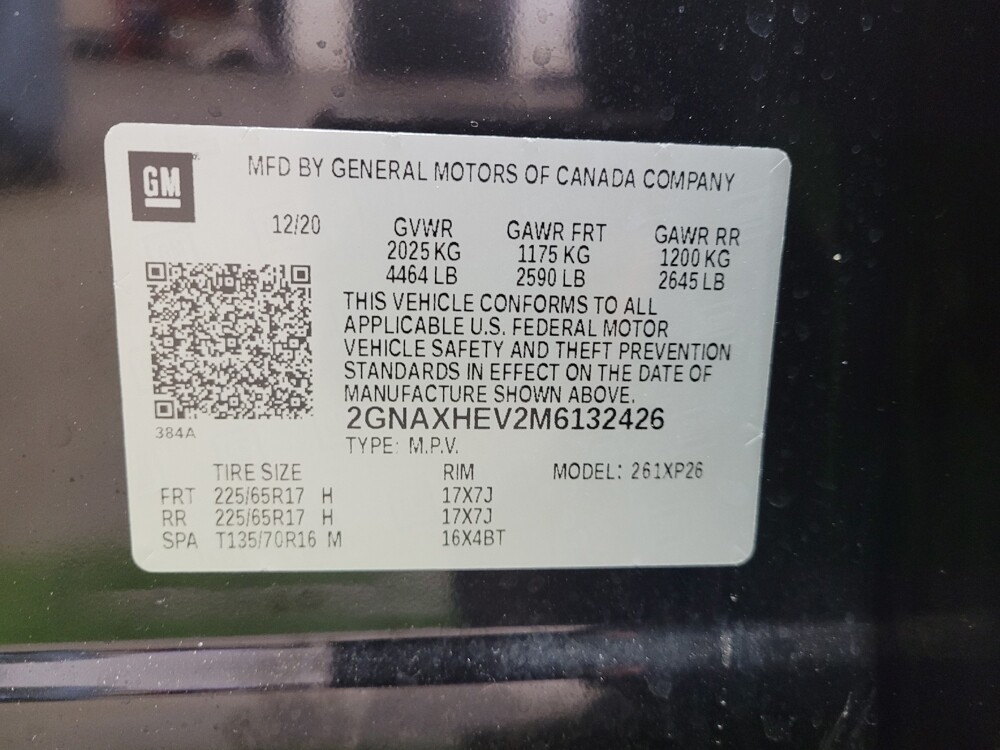 GM
MFD BY GENERAL MOTORS OF CANADA COMPANY
12/20 GVWR GAWR FRT GAWR RR
2025 KG 1175 KG 1200 KG
4464 LB 2590 LB 2645 LB
THIS VEHICLE CONFORMS TO ALL
APPLICABLE U.S. FEDERAL MOTOR
VEHICLE SAFETY AND THEFT PREVENTION
STANDARDS IN EFFECT ON THE DATE OF
MANUFACTURE SHOWN ABOVE.
2GNAXHEV2M6132426
384A
TYPE: M.P.V.
TIRE SIZE RIM MODEL: 261XP26
FRT 225/65R17 H 17X7J
RR 225/65R17 H 17X7J
SPA T135/70R16 M 16X4BT